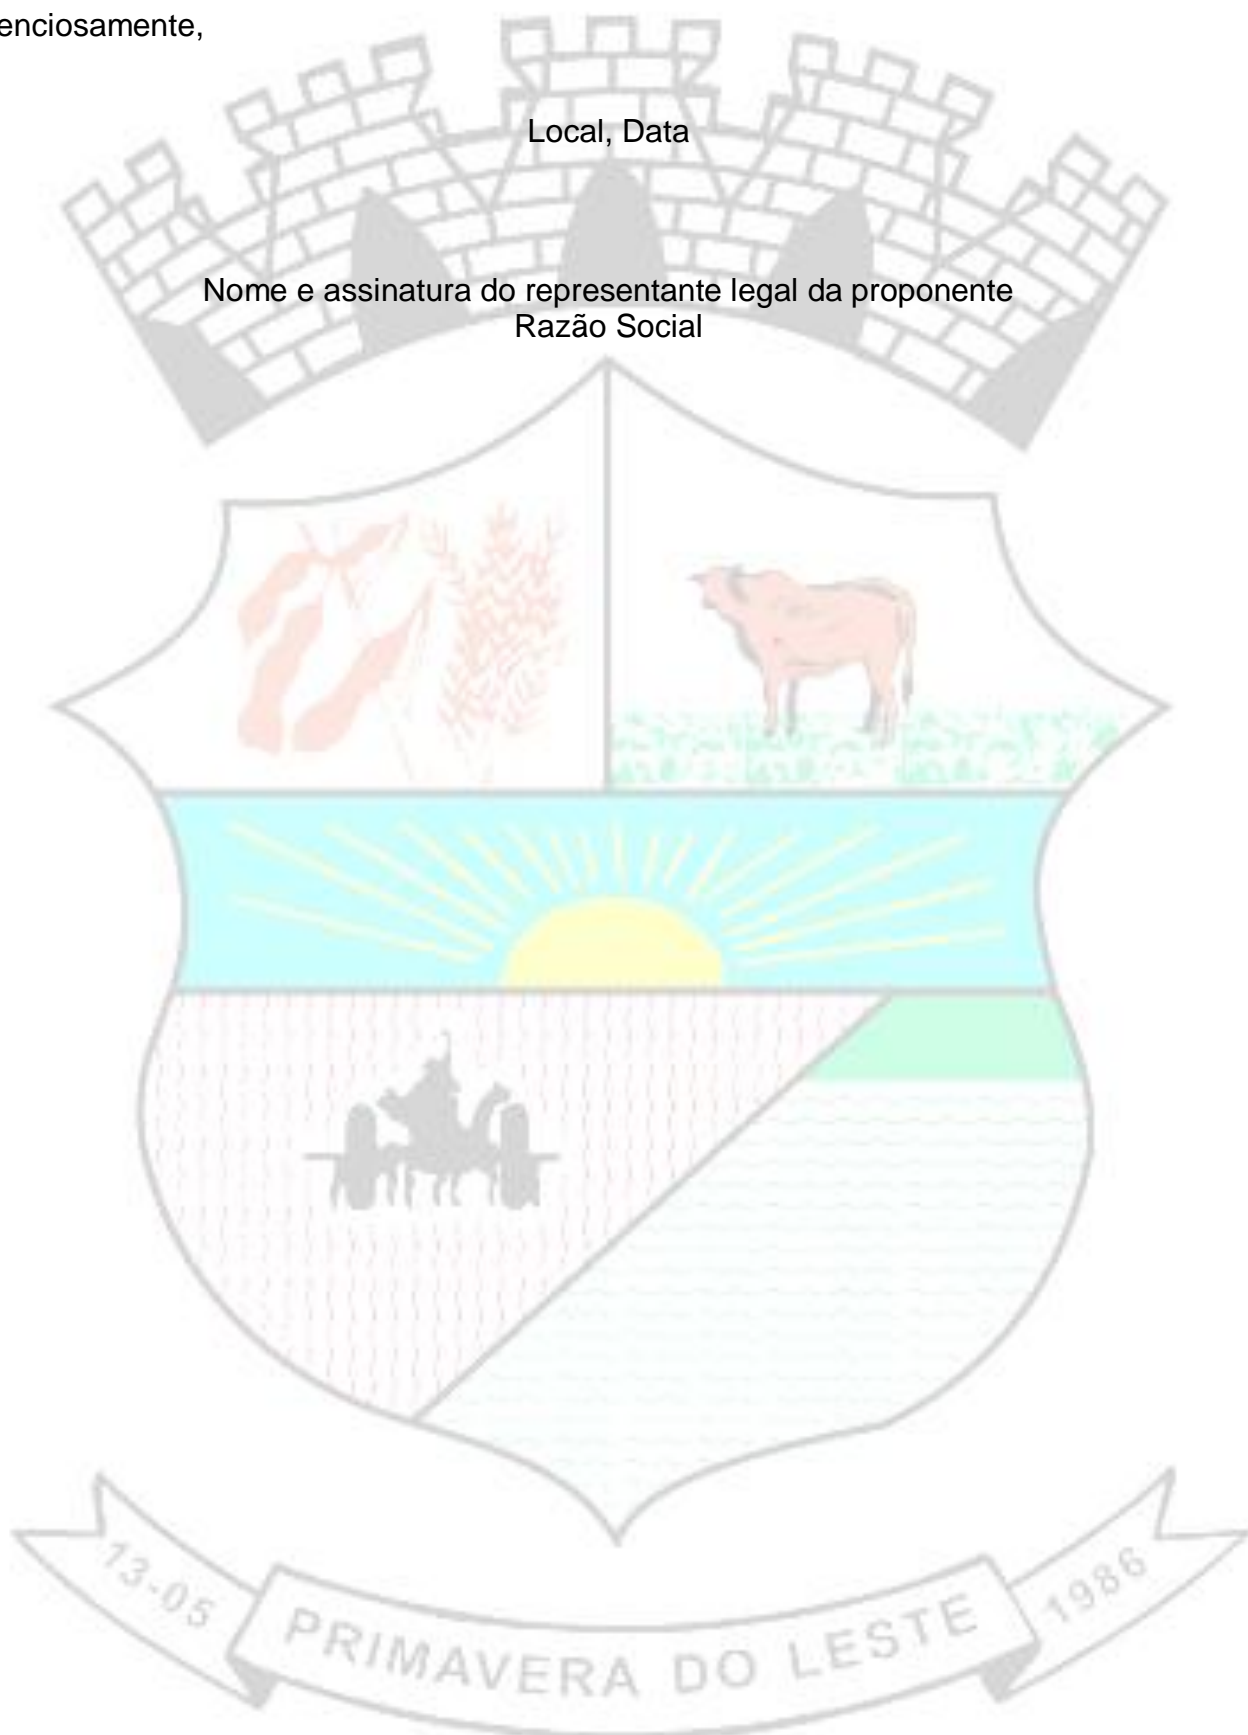 enciosamente,
Local, Data
Nome e assinatura do representante legal da proponente
Razão Social
13-05
PRIMAVERA DO LESTE
1986